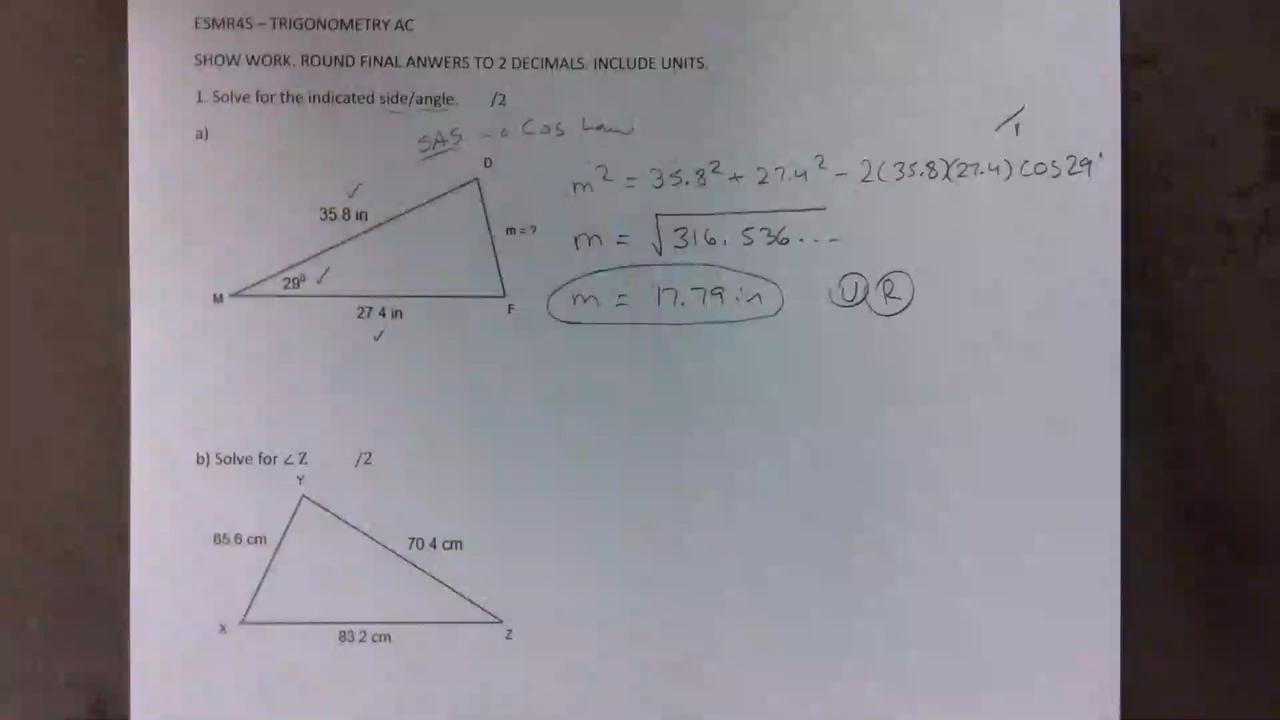 ESMR4S – TRIGONOMETRY AC
SHOW WORK. ROUND FINAL ANWERS TO 2 DECIMALS. INCLUDE UNITS.
1. Solve for the indicated side/angle. /2
a)
SAS → Cos Law
/1
D
m² = 35.8² + 27.4² - 2(35.8)(27.4) cos 29°
35.8 in
m = ?
m = √316.536...
29⁰
m = 17.79 in
U R
M
F
27.4 in
b) Solve for ∠Z /2
Y
65.6 cm
70.4 cm
X
83.2 cm
Z